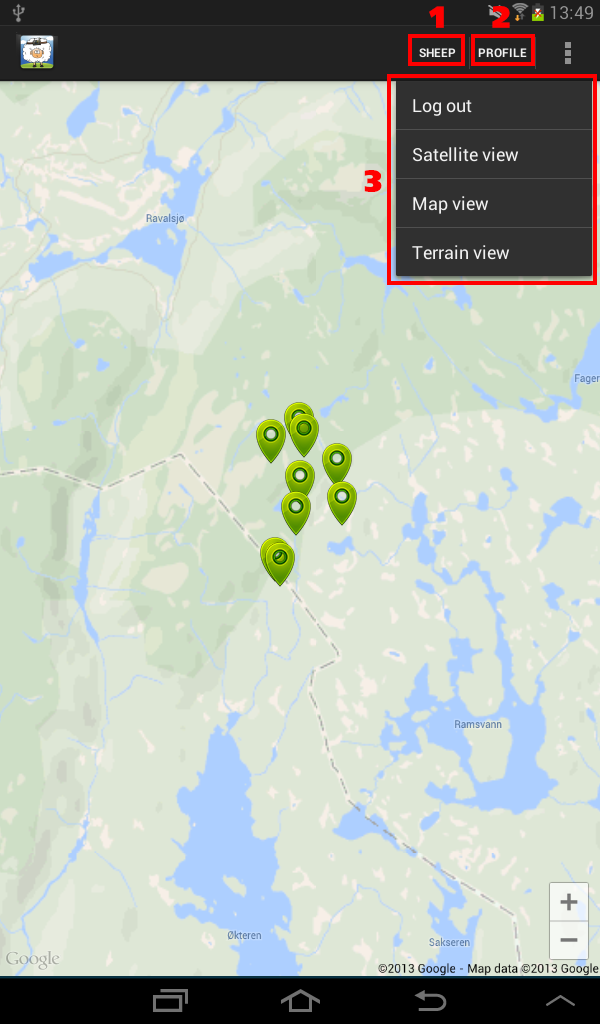 1
2
13:49
SHEEP
PROFILE
3
Log out
Satellite view
Map view
Terrain view
Ravalsjø
Fager
Ramsvann
Økteren
Sakseren
+
−
Google
©2013 Google - Map data ©2013 Google